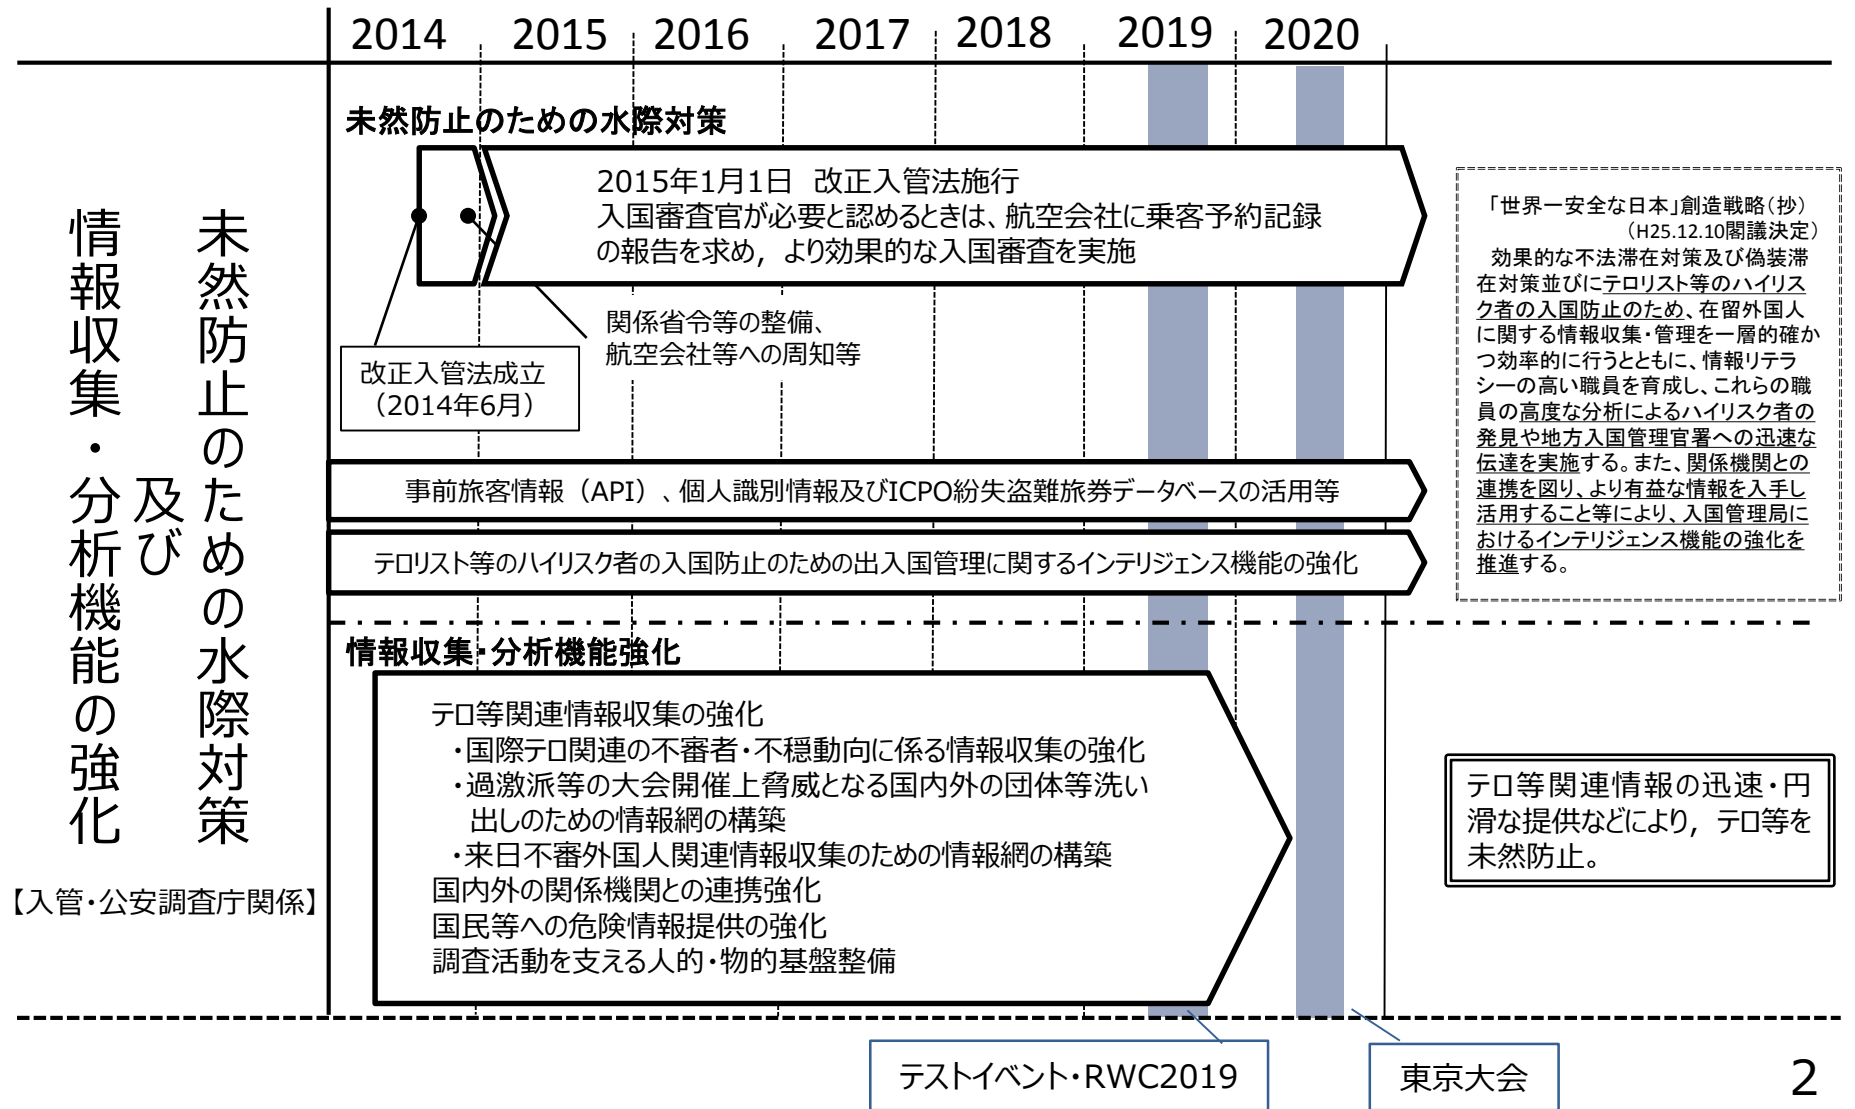 2014 2015 2016 2017 2018 2019 2020
未然防止のための水際対策
及び
情報収集・分析機能の強化
【入管・公安調査庁関係】
未然防止のための水際対策
2015年1月1日　改正入管法施行
入国審査官が必要と認めるときは、航空会社に乗客予約記録
の報告を求め，より効果的な入国審査を実施
関係省令等の整備、
航空会社等への周知等
改正入管法成立
（2014年6月）
事前旅客情報（API）、個人識別情報及びICPO紛失盗難旅券データベースの活用等
テロリスト等のハイリスク者の入国防止のための出入国管理に関するインテリジェンス機能の強化
「世界一安全な日本」創造戦略（抄）
（H25.12.10閣議決定）
効果的な不法滞在対策及び偽装滞
在対策並びにテロリスト等のハイリス
ク者の入国防止のため、在留外国人
に関する情報収集・管理を一層的確か
つ効率的に行うとともに、情報リテラ
シーの高い職員を育成し、これらの職
員の高度な分析によるハイリスク者の
発見や地方入国管理官署への迅速な
伝達を実施する。また、関係機関との
連携を図り、より有益な情報を入手し
活用すること等により、入国管理局に
おけるインテリジェンス機能の強化を
推進する。
情報収集・分析機能強化
テロ等関連情報収集の強化
・国際テロ関連の不審者・不穏動向に係る情報収集の強化
・過激派等の大会開催上脅威となる国内外の団体等洗い
出しのための情報網の構築
・来日不審外国人関連情報収集のための情報網の構築
国内外の関係機関との連携強化
国民等への危険情報提供の強化
調査活動を支える人的・物的基盤整備
テロ等関連情報の迅速・円
滑な提供などにより，テロ等を
未然防止。
テストイベント・RWC2019
東京大会
2